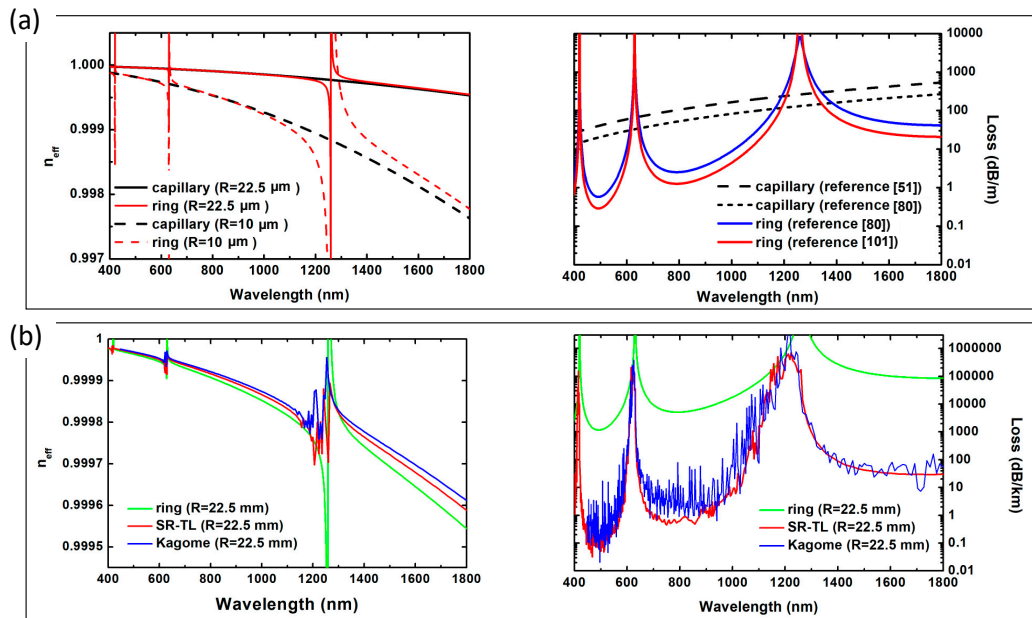 (a)
n_eff
1.000
0.999
0.998
0.997
capillary (R=22.5 µm )
ring (R=22.5 µm )
capillary (R=10 µm )
ring (R=10 µm )
400 600 800 1000 1200 1400 1600 1800
Wavelength (nm)
10000
1000
100
10
1
0.1
0.01
Loss (dB/m)
capillary (reference [51])
capillary (reference [80])
ring (reference [80])
ring (reference [101])
400 600 800 1000 1200 1400 1600 1800
Wavelength (nm)
(b)
n_eff
1
0.9999
0.9998
0.9997
0.9996
0.9995
ring (R=22.5 mm)
SR-TL (R=22.5 mm)
Kagome (R=22.5 mm)
400 600 800 1000 1200 1400 1600 1800
Wavelength (nm)
1000000
100000
10000
1000
100
10
1
0.1
0.01
Loss (dB/km)
ring (R=22.5 mm)
SR-TL (R=22.5 mm)
Kagome (R=22.5 mm)
400 600 800 1000 1200 1400 1600 1800
Wavelength (nm)